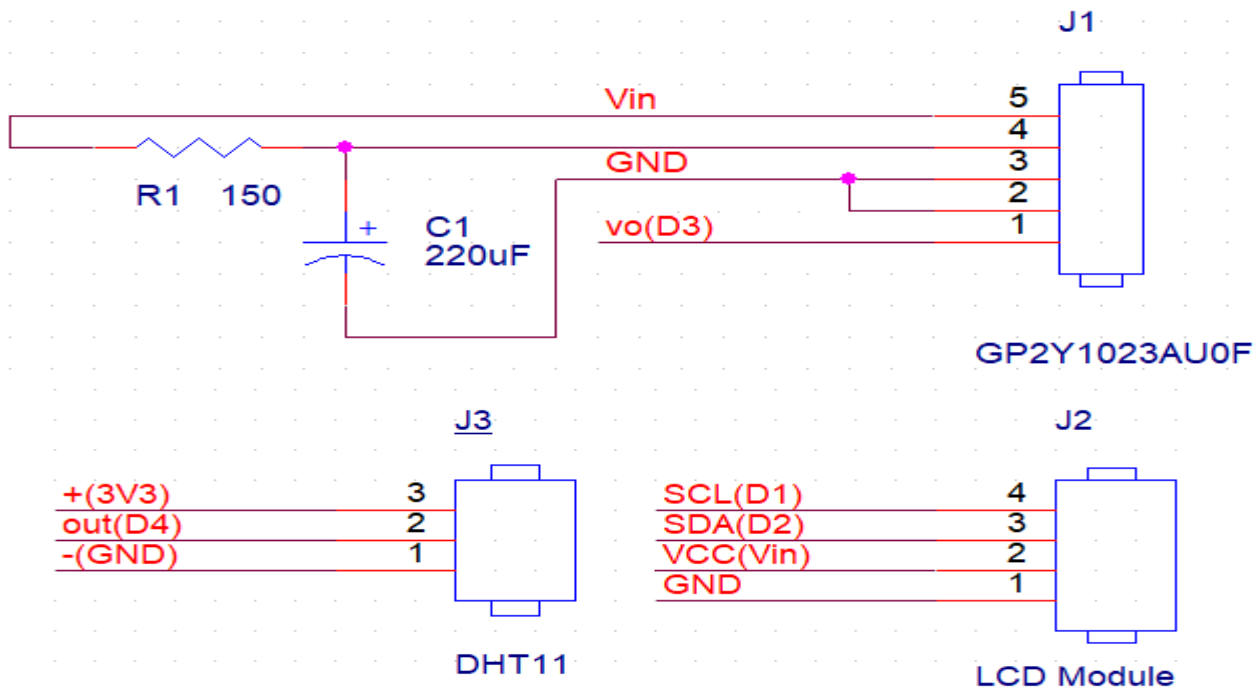 J1
Vin
5
4
GND
3
2
vo(D3)
1
R1 150
+
C1
220uF
GP2Y1023AU0F
J3
+(3V3)
3
out(D4)
2
-(GND)
1
DHT11
J2
SCL(D1)
4
SDA(D2)
3
VCC(Vin)
2
GND
1
LCD Module